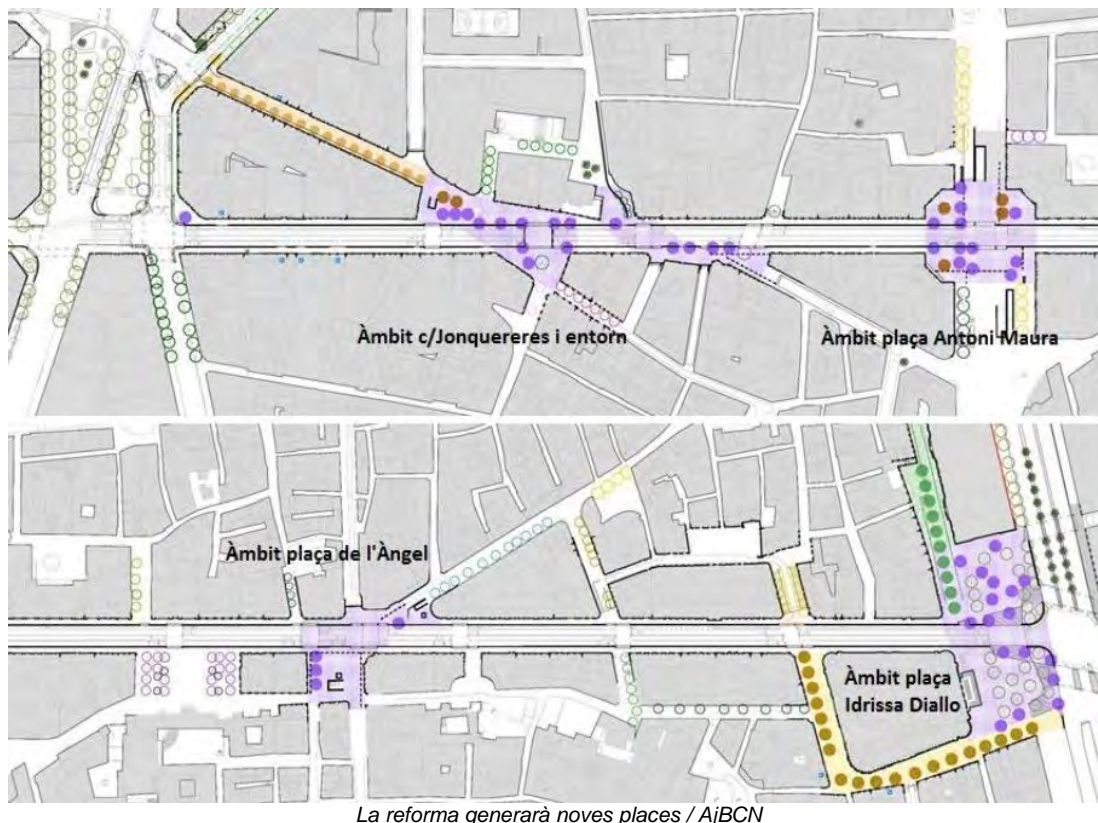 Àmbit c/Jonquereres i entorn
Àmbit plaça Antoni Maura
Àmbit plaça de l'Àngel
Àmbit plaça
Idrissa Diallo
La reforma generarà noves places / AjBCN